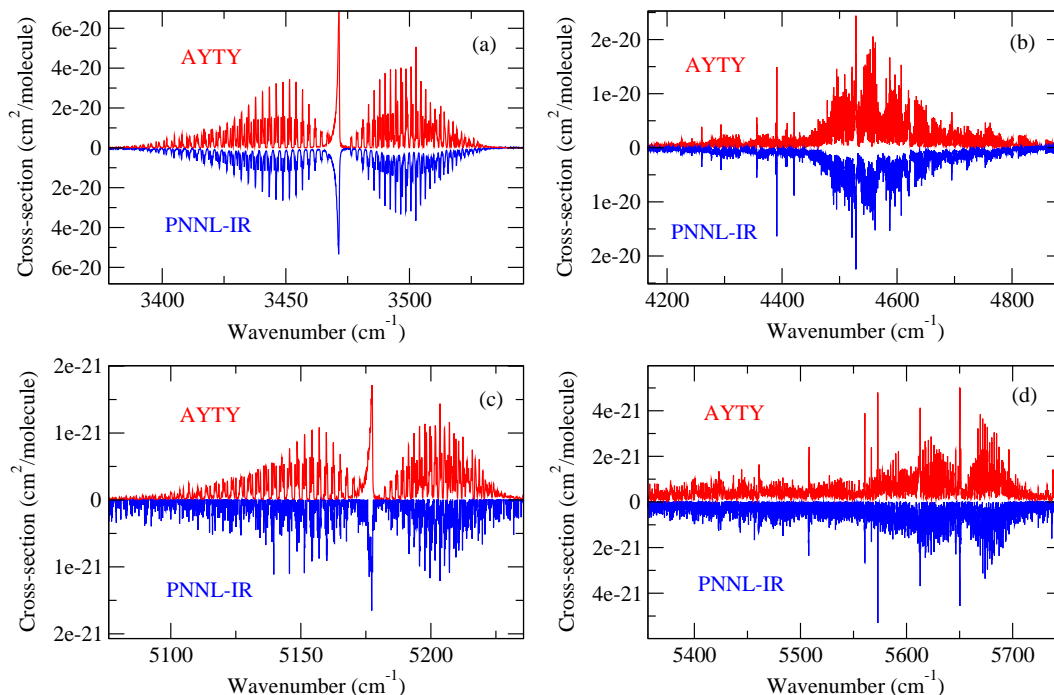 6e-20
4e-20
2e-20
0
2e-20
4e-20
6e-20
Cross-section (cm²/molecule)
AYTY
(a)
PNNL-IR
3400
3450
3500
Wavenumber (cm⁻¹)
2e-20
1e-20
0
1e-20
2e-20
Cross-section (cm²/molecule)
AYTY
(b)
PNNL-IR
4200
4400
4600
4800
Wavenumber (cm⁻¹)
2e-21
1e-21
0
1e-21
2e-21
Cross-section (cm²/molecule)
AYTY
(c)
PNNL-IR
5100
5150
5200
Wavenumber (cm⁻¹)
4e-21
2e-21
0
2e-21
4e-21
Cross-section (cm²/molecule)
AYTY
(d)
PNNL-IR
5400
5500
5600
5700
Wavenumber (cm⁻¹)